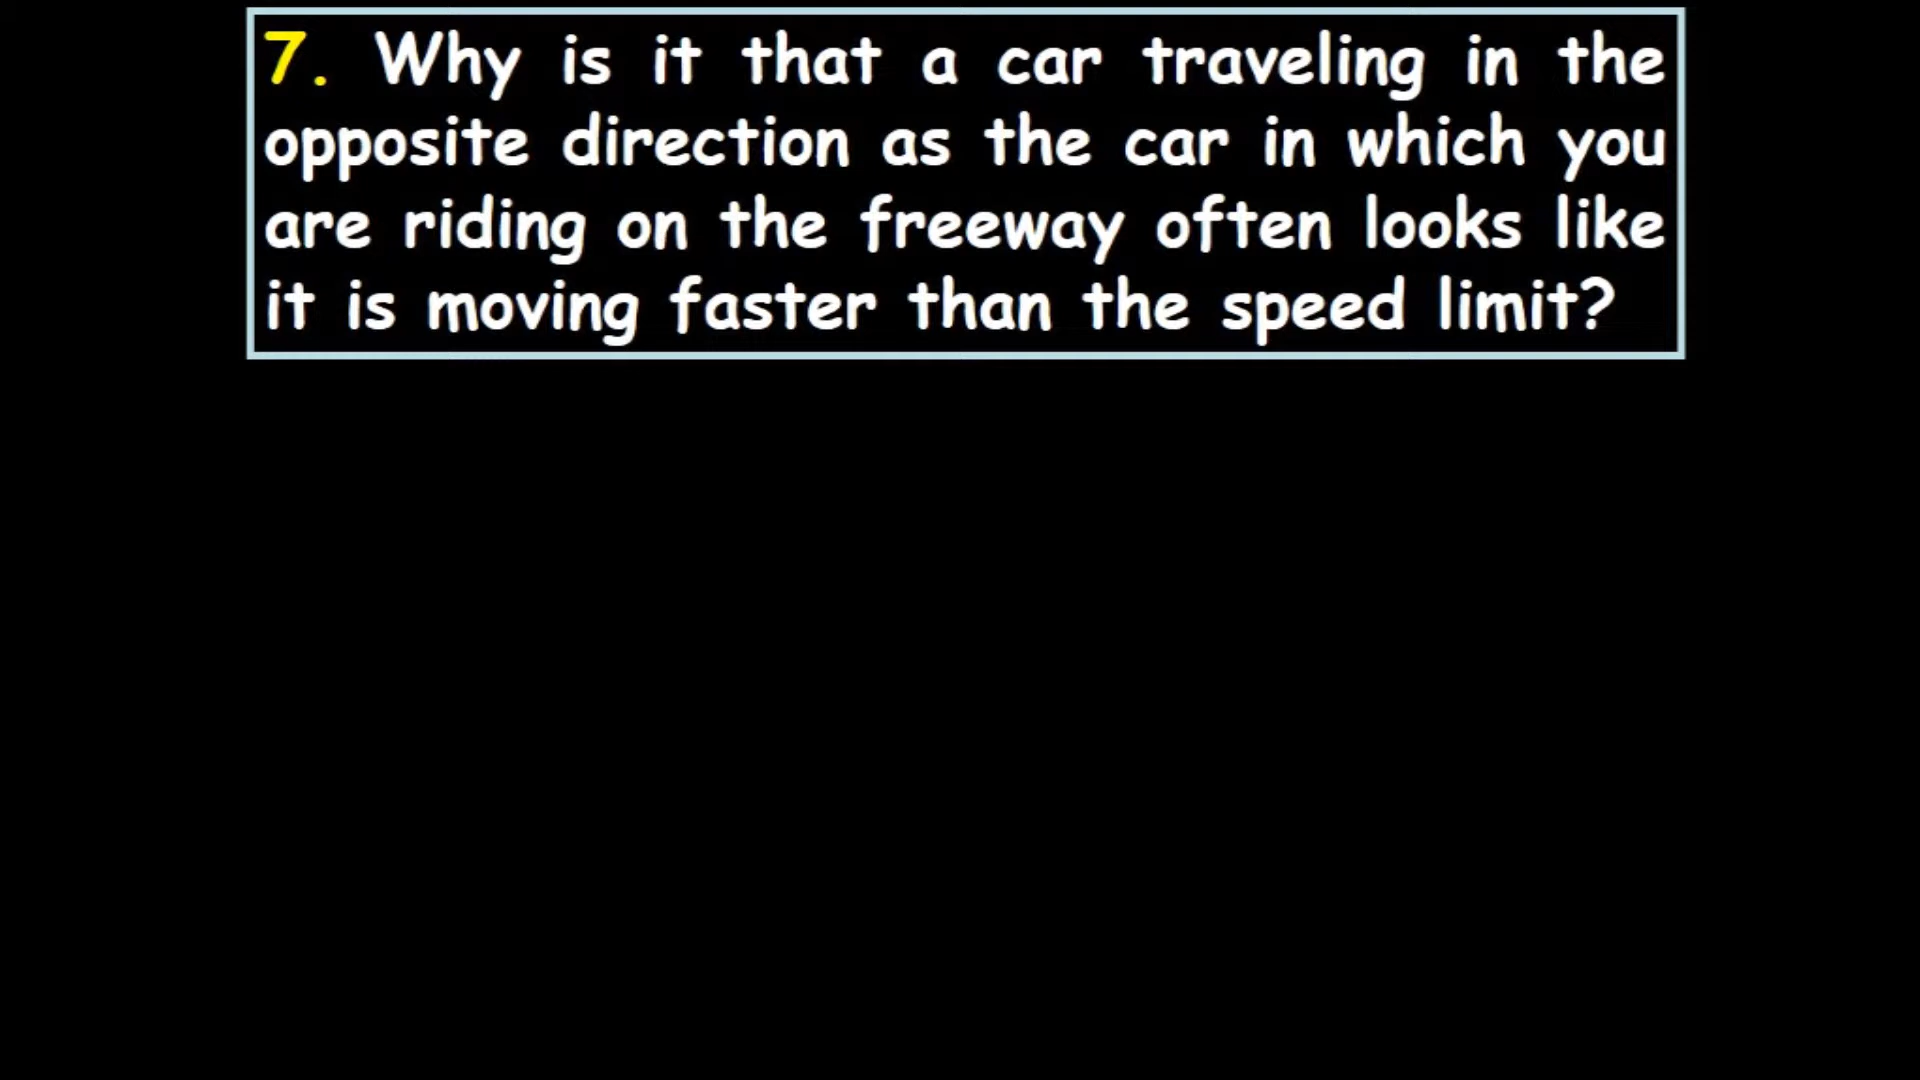 7. Why is it that a car traveling in the
opposite direction as the car in which you
are riding on the freeway often looks like
it is moving faster than the speed limit?